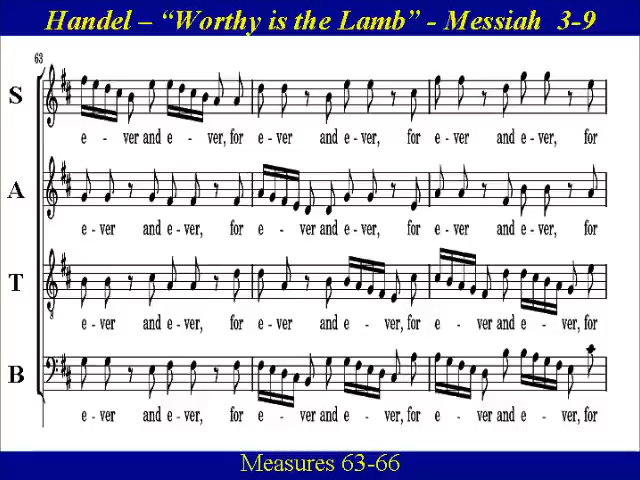 Handel – “Worthy is the Lamb” - Messiah 3-9
63
S
e - ver and e - ver, for e - ver and e - ver, for e - ver and e - ver, for
A
e - ver and e - ver, for e - ver and e - ver, for e - ver and e - ver, for
T
8
e - ver and e - ver, for e - ver and e - ver, for e - ver and e - ver, for
B
e - ver and e - ver, for e - ver and e - ver, for e - ver and e - ver, for
Measures 63-66